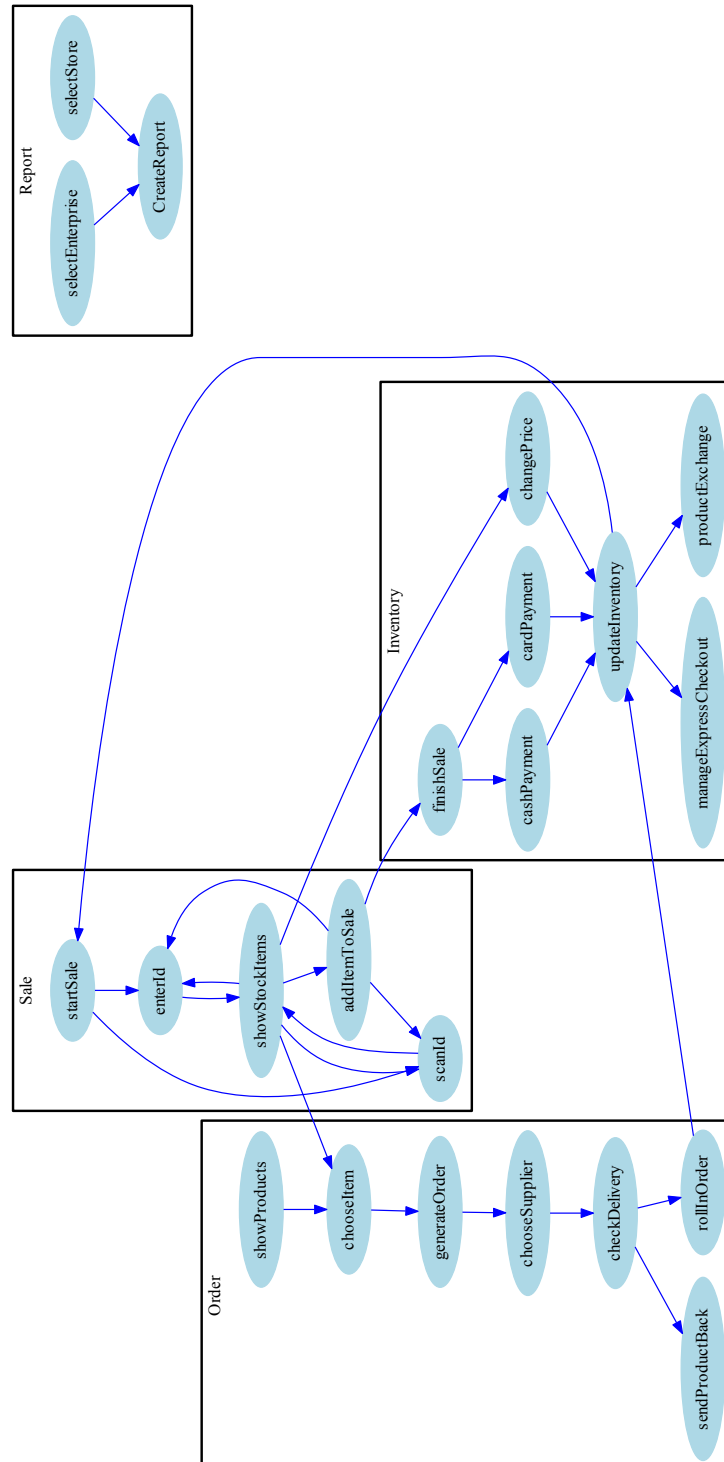 Order
showProducts
chooseItem
generateOrder
chooseSupplier
checkDelivery
sendProductBack
rollInOrder
Sale
startSale
enterId
showStockItems
addItemToSale
scanId
Inventory
finishSale
cashPayment
cardPayment
changePrice
updateInventory
manageExpressCheckout
productExchange
Report
selectEnterprise
selectStore
CreateReport